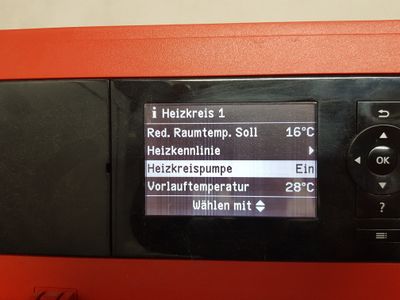 i Heizkreis 1
Red. Raumtemp. Soll 16°C
Heizkennlinie
Heizkreispumpe Ein
Vorlauftemperatur 28°C
Wählen mit
OK
?